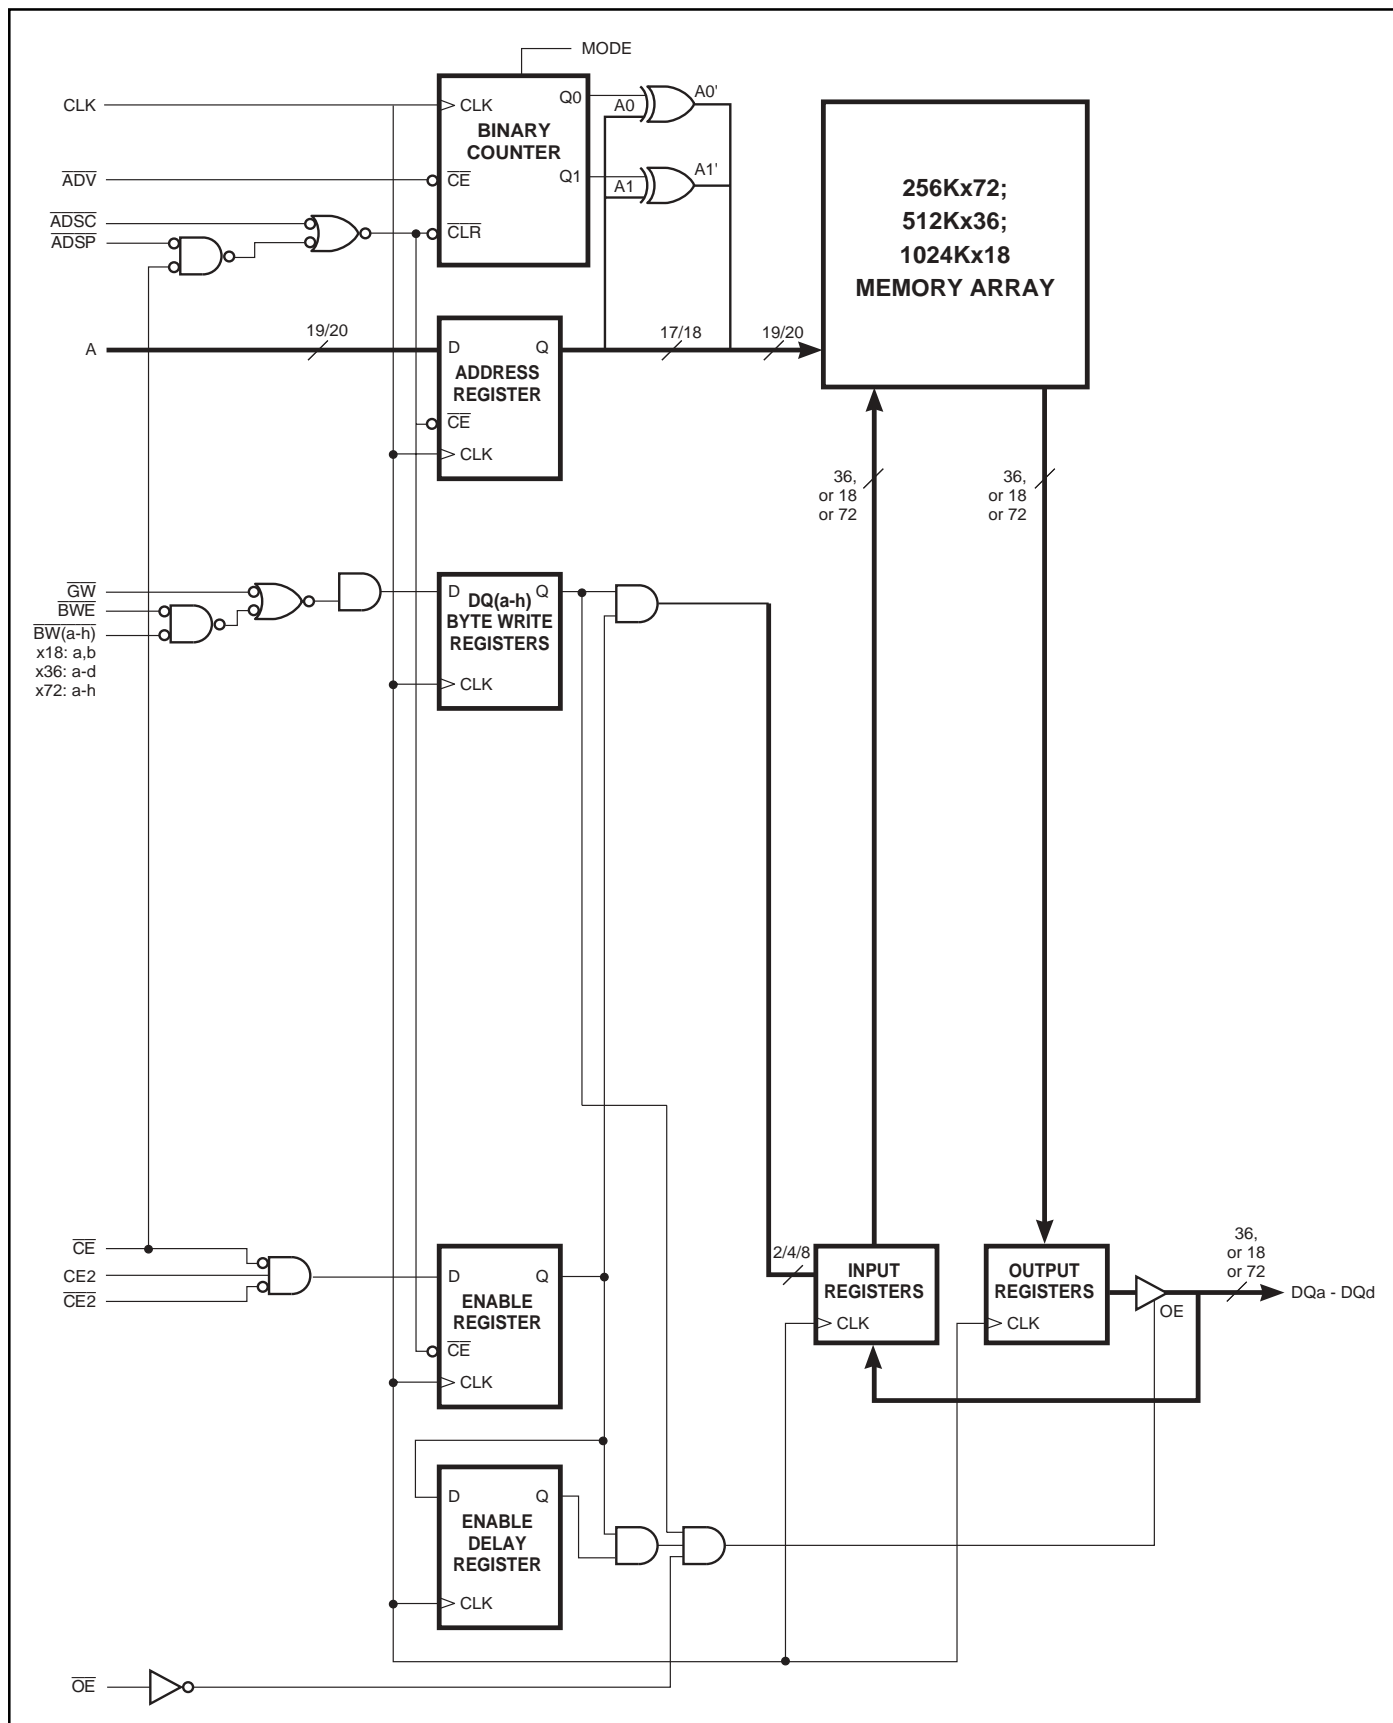 MODE
CLK
CLK
Q0
A0
A0'
BINARY
COUNTER
Q1
A1
A1'
ADV
CE
ADSC
ADSP
CLR
256Kx72;
512Kx36;
1024Kx18
MEMORY ARRAY
A
19/20
D
Q
17/18
19/20
ADDRESS
REGISTER
CE
CLK
36,
or 18
or 72
36,
or 18
or 72
GW
BWE
BW(a-h)
x18: a,b
x36: a-d
x72: a-h
D
Q
DQ(a-h)
BYTE WRITE
REGISTERS
CLK
CE
CE2
CE2
D
Q
ENABLE
REGISTER
CE
CLK
2/4/8
INPUT
REGISTERS
CLK
OUTPUT
REGISTERS
CLK
36,
or 18
or 72
OE
DQa - DQd
D
Q
ENABLE
DELAY
REGISTER
CLK
OE